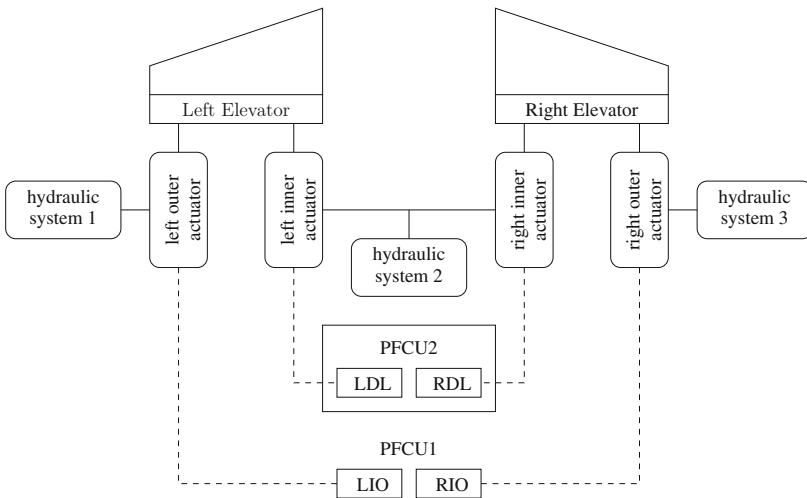 Left Elevator
Right Elevator
hydraulic
system 1
left outer
actuator
left inner
actuator
hydraulic
system 2
right inner
actuator
right outer
actuator
hydraulic
system 3
PFCU2
LDL
RDL
PFCU1
LIO
RIO